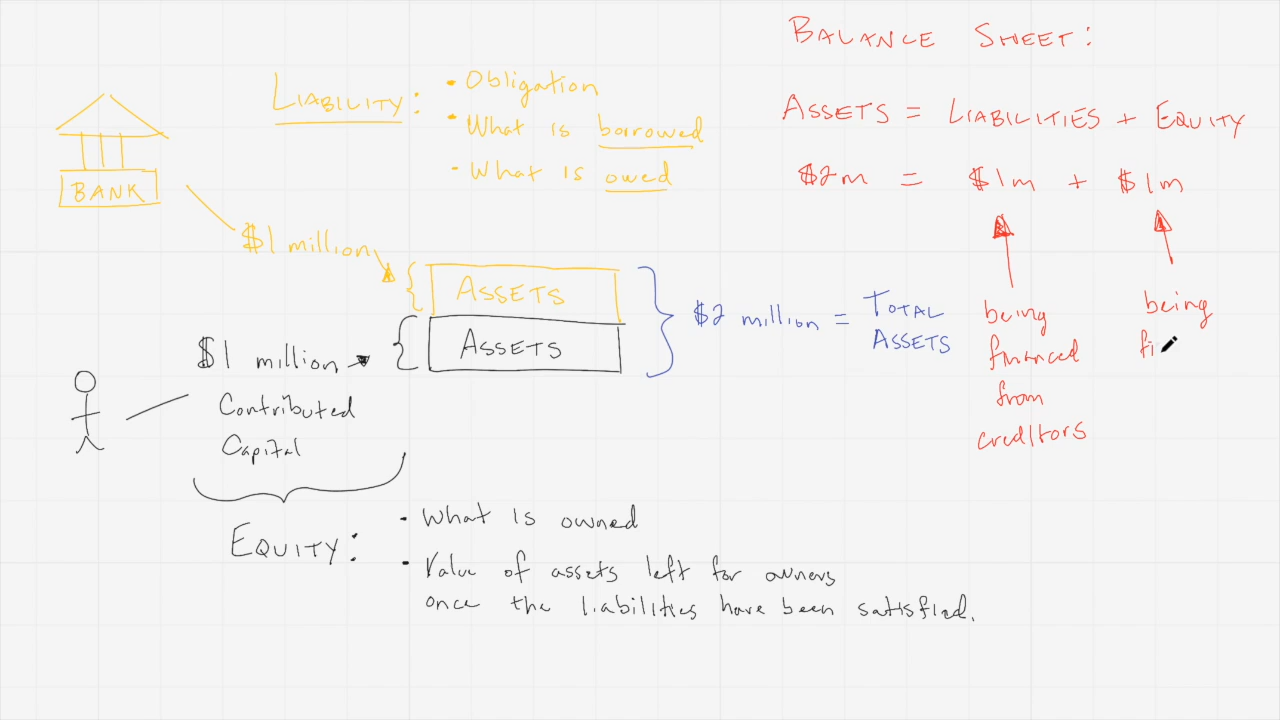 BALANCE SHEET:
LIABILITY:
• Obligation
• What is borrowed
• What is owed
ASSETS = LIABILITIES + EQUITY
$2m = $1m + $1m
BANK
$1 million
ASSETS
ASSETS
$2 million = TOTAL
ASSETS
being
financed
from
creditors
being
fi
$1 million
Contributed
Capital
EQUITY:
• What is owned
• Value of assets left for owners
once the liabilities have been satisfied.